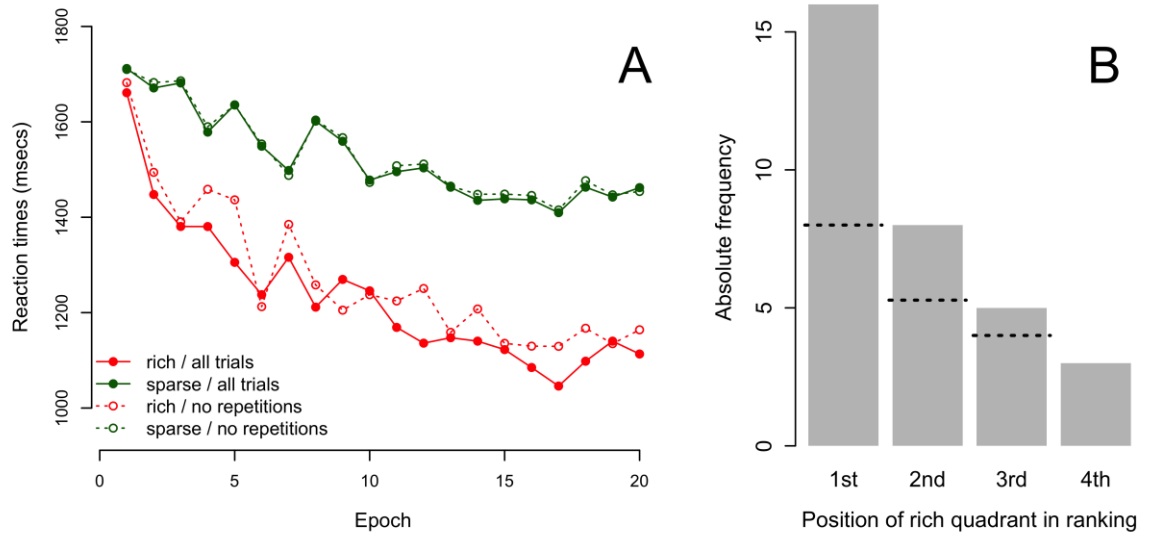 A
Reaction times (msecs)
1800
1600
1400
1200
1000
rich / all trials
sparse / all trials
rich / no repetitions
sparse / no repetitions
0 5 10 15 20
Epoch
B
Absolute frequency
15
10
5
0
1st 2nd 3rd 4th
Position of rich quadrant in ranking